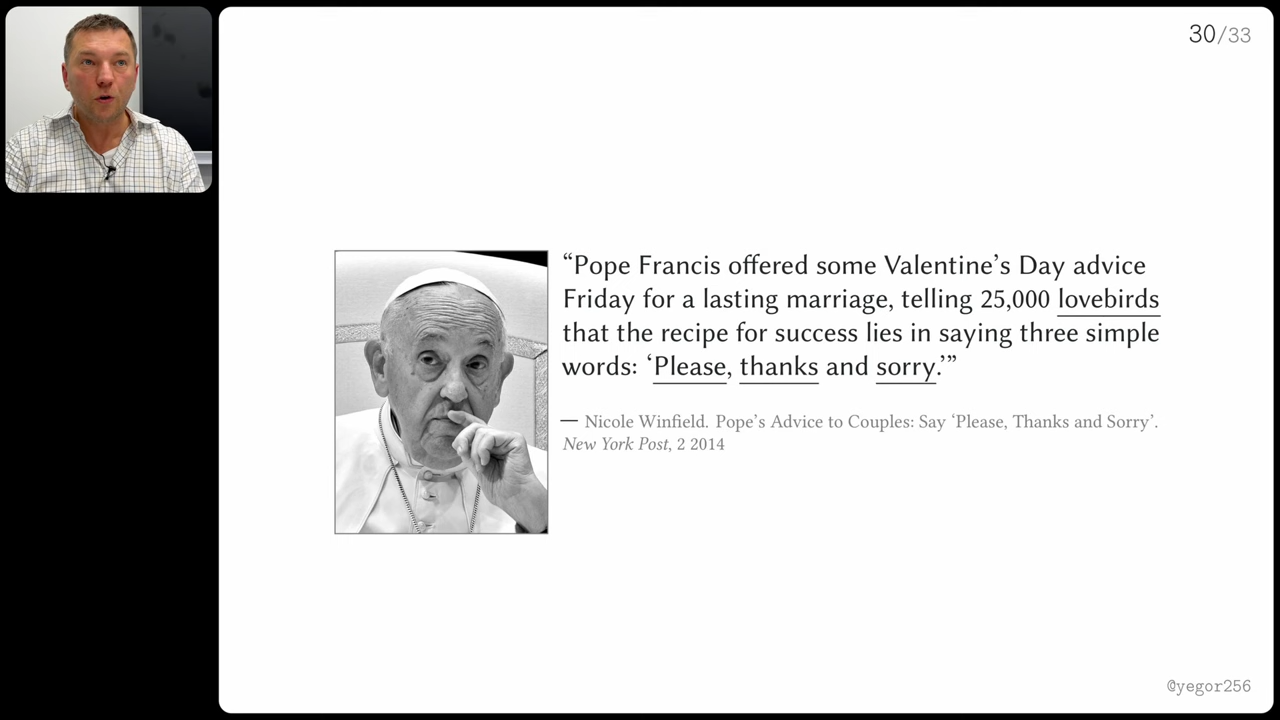 30/33
“Pope Francis offered some Valentine’s Day advice
Friday for a lasting marriage, telling 25,000 lovebirds
that the recipe for success lies in saying three simple
words: ‘Please, thanks and sorry.’”
— Nicole Winfield. Pope’s Advice to Couples: Say ‘Please, Thanks and Sorry’.
New York Post, 2 2014
@yegor256